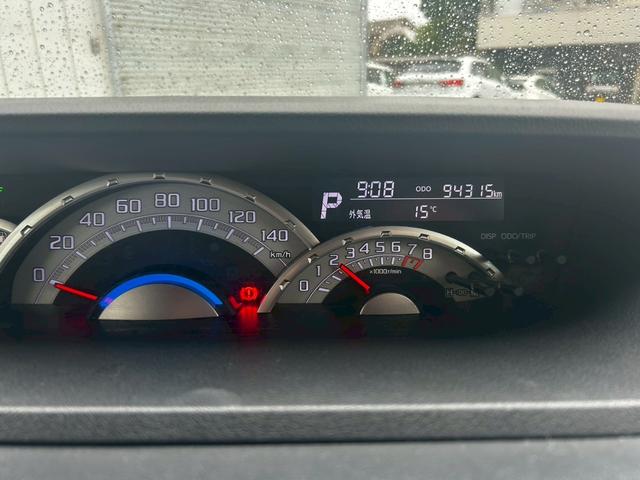 9:08 ODO 94315km
P
外気温 15℃
DISP ODO/TRIP
0 20 40 60 80 100 120 140
km/h
0 1 2 3 4 5 6 7 8
×1000r/min